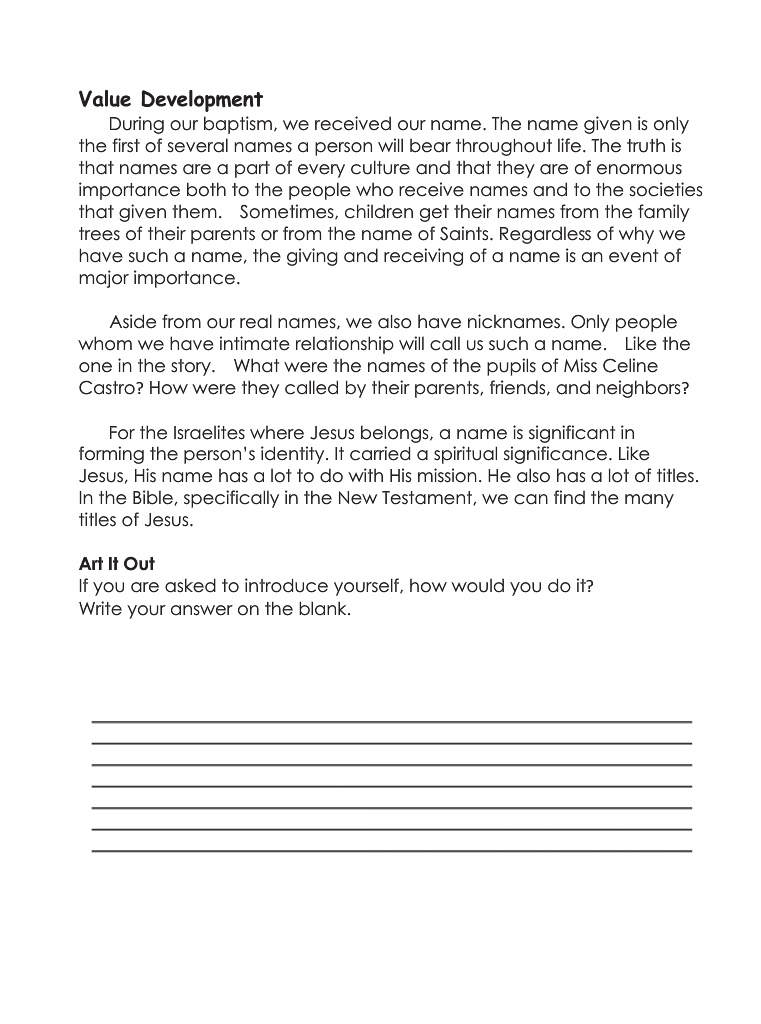 Value Development
During our baptism, we received our name. The name given is only
the first of several names a person will bear throughout life. The truth is
that names are a part of every culture and that they are of enormous
importance both to the people who receive names and to the societies
that given them.   Sometimes, children get their names from the family
trees of their parents or from the name of Saints. Regardless of why we
have such a name, the giving and receiving of a name is an event of
major importance.
Aside from our real names, we also have nicknames. Only people
whom we have intimate relationship will call us such a name.   Like the
one in the story.   What were the names of the pupils of Miss Celine
Castro? How were they called by their parents, friends, and neighbors?
For the Israelites where Jesus belongs, a name is significant in
forming the person's identity. It carried a spiritual significance. Like
Jesus, His name has a lot to do with His mission. He also has a lot of titles.
In the Bible, specifically in the New Testament, we can find the many
titles of Jesus.
Art It Out
If you are asked to introduce yourself, how would you do it?
Write your answer on the blank.